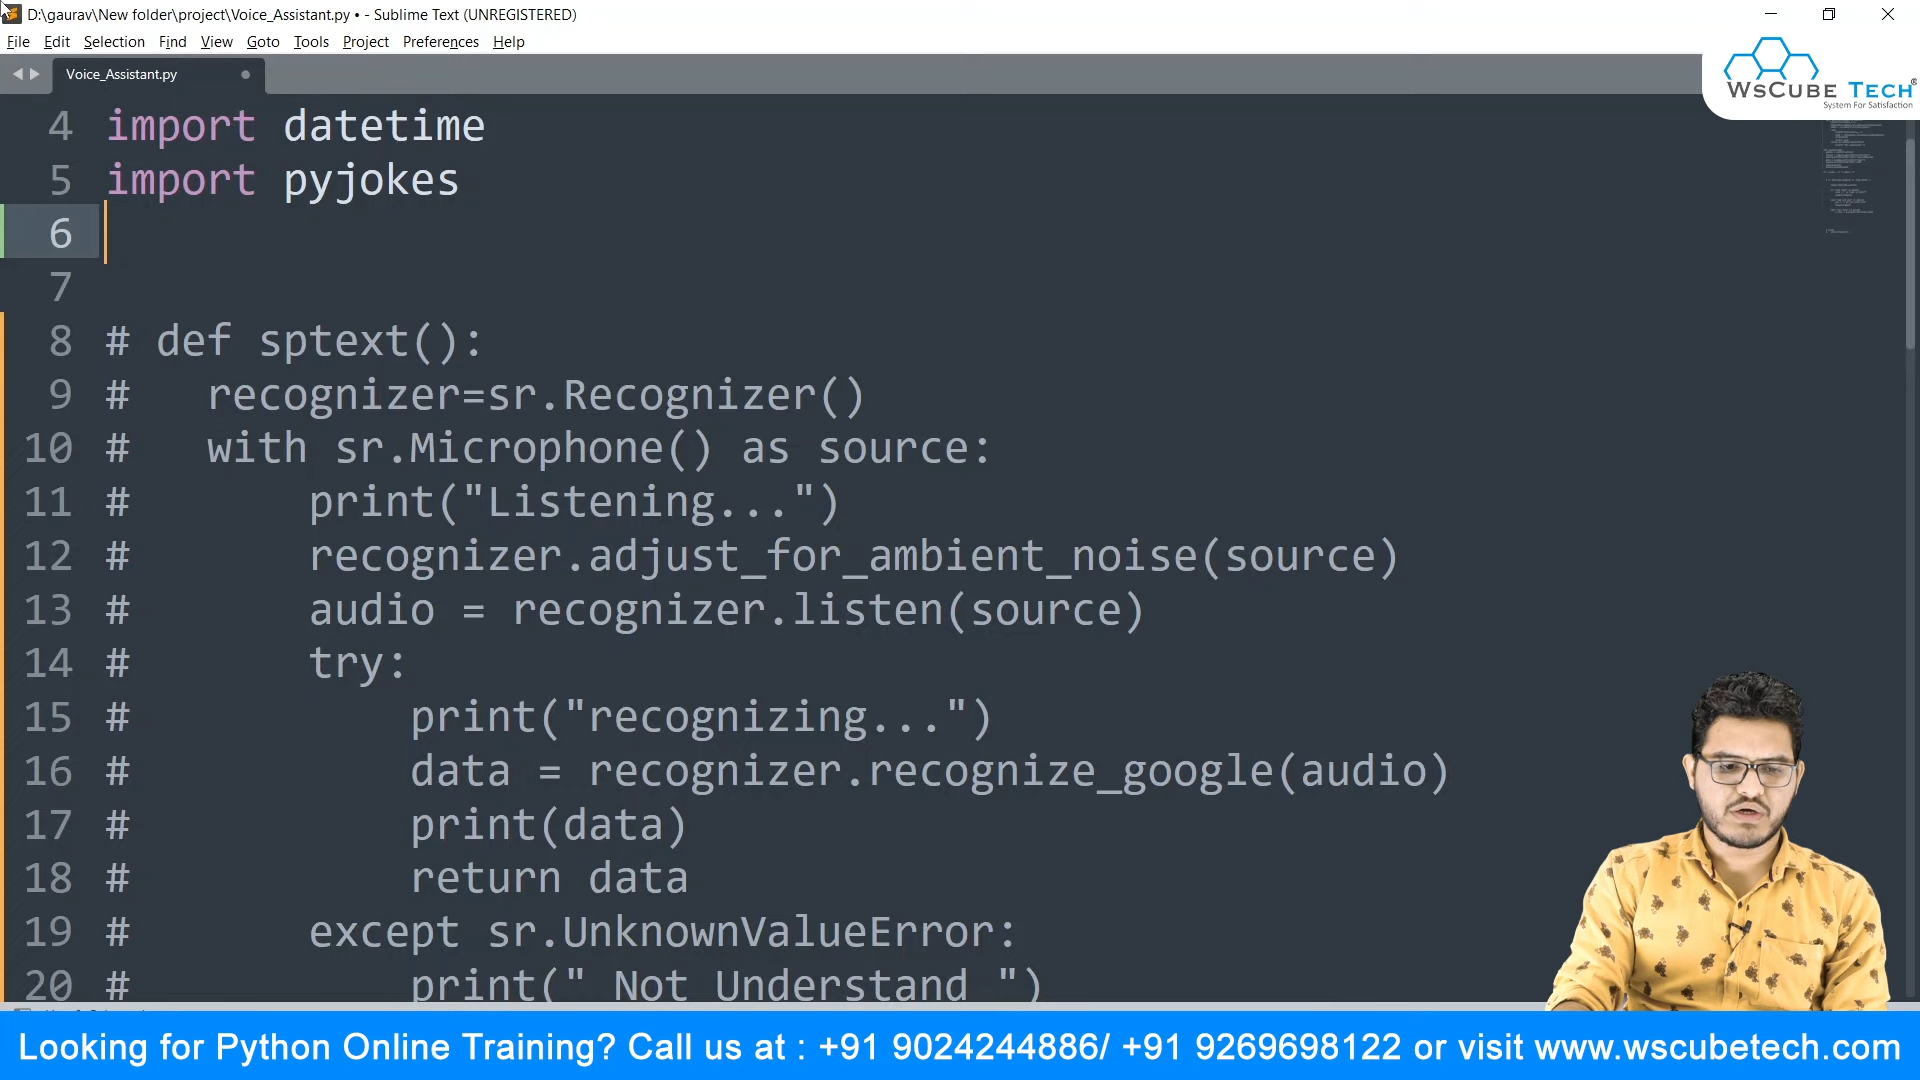 D:\gaurav\New folder\project\Voice_Assistant.py • - Sublime Text (UNREGISTERED)
File Edit Selection Find View Goto Tools Project Preferences Help
Voice_Assistant.py
WsCube Tech®
System For Satisfaction
4 import datetime
5 import pyjokes
6
7
8 # def sptext():
9 #   recognizer=sr.Recognizer()
10 #   with sr.Microphone() as source:
11 #       print("Listening...")
12 #       recognizer.adjust_for_ambient_noise(source)
13 #       audio = recognizer.listen(source)
14 #       try:
15 #           print("recognizing...")
16 #           data = recognizer.recognize_google(audio)
17 #           print(data)
18 #           return data
19 #       except sr.UnknownValueError:
20 #           print(" Not Understand ")
Looking for Python Online Training? Call us at : +91 9024244886/ +91 9269698122 or visit www.wscubetech.com